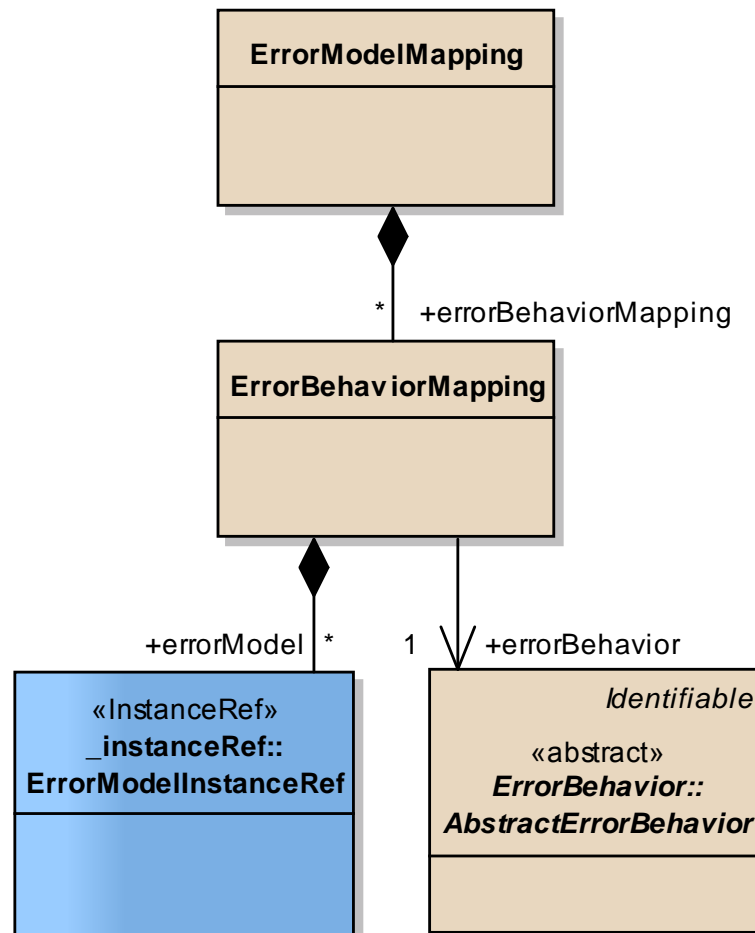 ErrorModelMapping
* +errorBehaviorMapping
ErrorBehaviorMapping
+errorModel * 1 +errorBehavior
«InstanceRef»
_instanceRef::
ErrorModelInstanceRef
Identifiable
«abstract»
ErrorBehavior::
AbstractErrorBehavior